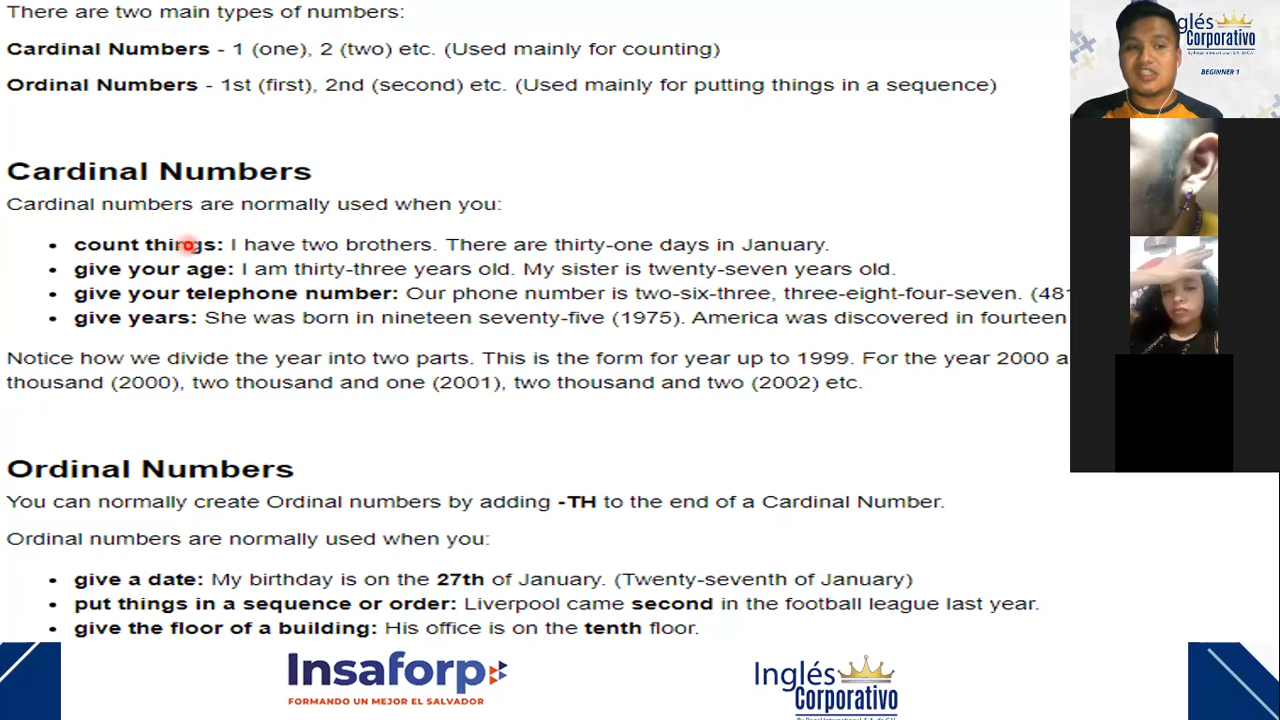 There are two main types of numbers:
Cardinal Numbers - 1 (one), 2 (two) etc. (Used mainly for counting)
Ordinal Numbers - 1st (first), 2nd (second) etc. (Used mainly for putting things in a sequence)
Cardinal Numbers
Cardinal numbers are normally used when you:
• count things: I have two brothers. There are thirty-one days in January.
• give your age: I am thirty-three years old. My sister is twenty-seven years old.
• give your telephone number: Our phone number is two-six-three, three-eight-four-seven. (481
• give years: She was born in nineteen seventy-five (1975). America was discovered in fourteen
Notice how we divide the year into two parts. This is the form for year up to 1999. For the year 2000 a
thousand (2000), two thousand and one (2001), two thousand and two (2002) etc.
Ordinal Numbers
You can normally create Ordinal numbers by adding -TH to the end of a Cardinal Number.
Ordinal numbers are normally used when you:
• give a date: My birthday is on the 27th of January. (Twenty-seventh of January)
• put things in a sequence or order: Liverpool came second in the football league last year.
• give the floor of a building: His office is on the tenth floor.
Insaforp
FORMANDO UN MEJOR EL SALVADOR
Inglés
Corporativo
glés
Corporativo
BEGINNER 1